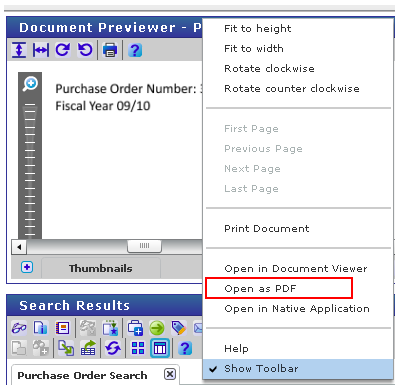 Document Previewer - P
Fit to height
Fit to width
Rotate clockwise
Rotate counter clockwise
Purchase Order Number:
Fiscal Year 09/10
First Page
Previous Page
Next Page
Last Page
Print Document
Thumbnails
Open in Document Viewer
Open as PDF
Open in Native Application
Search Results
Help
Show Toolbar
Purchase Order Search